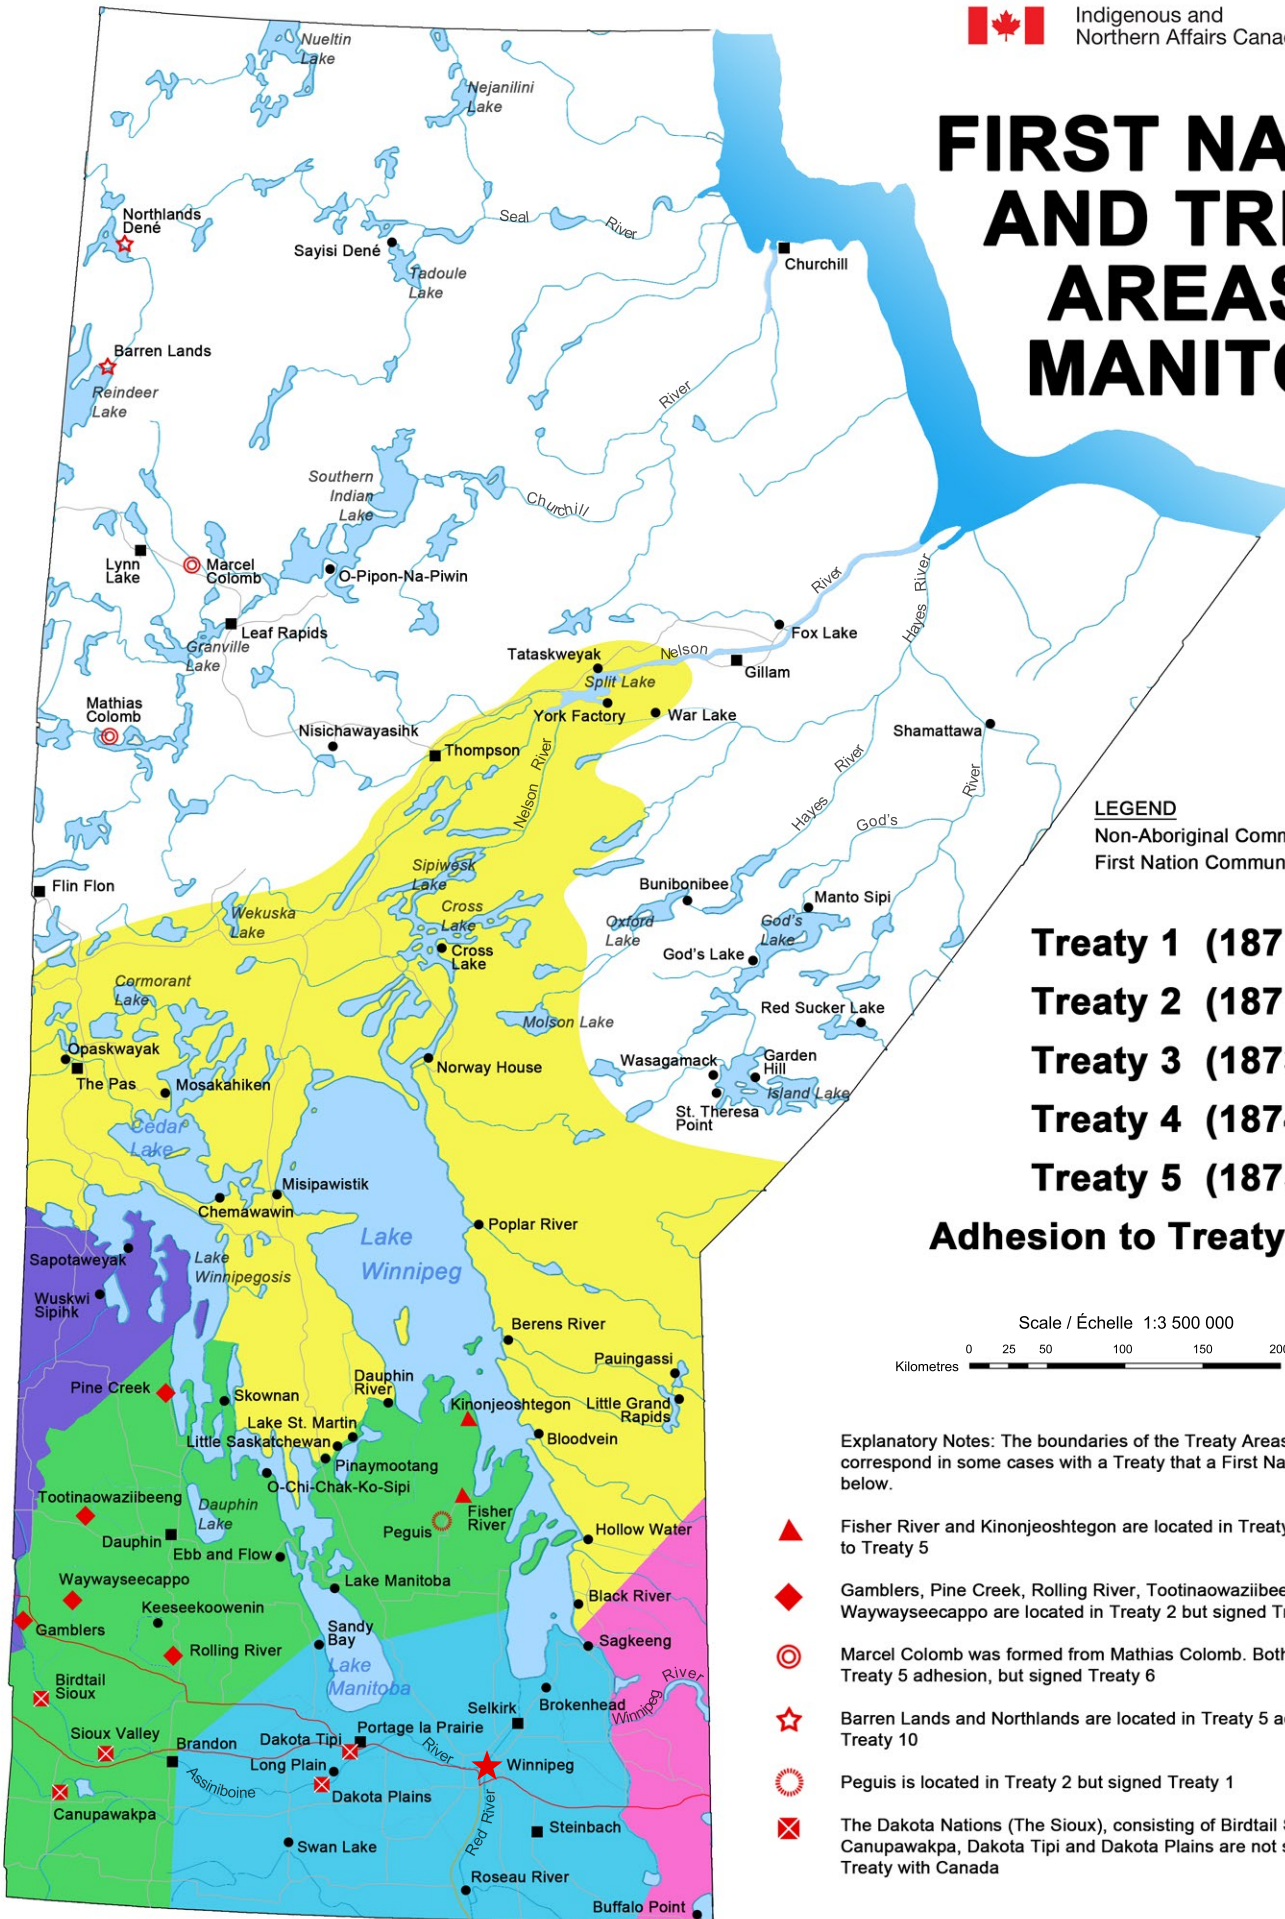 Indigenous and
Northern Affairs Cana
FIRST NA
AND TRE
AREAS
MANITO
Nueltin
Lake
Nejanilini
Lake
Northlands
Dené
Seal
River
Sayisi Dené
Tadoule
Lake
Churchill
Barren Lands
Reindeer
Lake
River
Southern
Indian
Lake
Churchill
Lynn
Lake
Marcel
Colomb
O-Pipon-Na-Piwin
River
Hayes River
Leaf Rapids
Granville
Lake
Fox Lake
Tataskweyak
Nelson
Gillam
Split Lake
Mathias
Colomb
York Factory
War Lake
Nisichawayasihk
Shamattawa
Thompson
Nelson River
Hayes River
River
God's
LEGEND
Non-Aboriginal Comm
First Nation Commun
Sipiwesk
Lake
Flin Flon
Bunibonibee
Manto Sipi
Wekuska
Lake
Cross
Lake
Oxford
Lake
God's
Lake
Cross
Lake
God's Lake
Treaty 1 (187
Cormorant
Lake
Treaty 2 (187
Molson Lake
Red Sucker Lake
Opaskwayak
The Pas
Mosakahiken
Norway House
Wasagamack
Garden
Hill
Treaty 3 (187
Island Lake
St. Theresa
Point
Treaty 4 (187
Cedar
Lake
Misipawistik
Treaty 5 (187
Chemawawin
Poplar River
Adhesion to Treaty
Lake
Winnipeg
Sapotaweyak
Lake
Winnipegosis
Wuskwi
Sipihk
Berens River
Scale / Échelle 1:3 500 000
0 25 50 100 150 200
Kilometres
Pauingassi
Pine Creek
Skownan
Dauphin
River
Kinonjeoshtegon
Little Grand
Rapids
Lake St. Martin
Little Saskatchewan
Bloodvein
Pinaymootang
O-Chi-Chak-Ko-Sipi
Explanatory Notes: The boundaries of the Treaty Areas
correspond in some cases with a Treaty that a First Na
below.
Tootinaowaziibeeng
Dauphin
Lake
Peguis
Fisher
River
Dauphin
Ebb and Flow
Hollow Water
Fisher River and Kinonjeoshtegon are located in Treaty
to Treaty 5
Waywayseecappo
Lake Manitoba
Black River
Gamblers, Pine Creek, Rolling River, Tootinaowaziibee
Waywayseecappo are located in Treaty 2 but signed Tr
Keeseekoowenin
Gamblers
Sandy
Bay
Rolling River
Sagkeeng
Marcel Colomb was formed from Mathias Colomb. Both
Treaty 5 adhesion, but signed Treaty 6
Lake
Manitoba
Birdtail
Sioux
Winnipeg River
Brokenhead
Selkirk
Barren Lands and Northlands are located in Treaty 5 a
Treaty 10
Sioux Valley
Brandon
Portage la Prairie
Dakota Tipi
River
Long Plain
Winnipeg
Assiniboine
Dakota Plains
Peguis is located in Treaty 2 but signed Treaty 1
Canupawakpa
Red River
Steinbach
Swan Lake
The Dakota Nations (The Sioux), consisting of Birdtail S
Canupawakpa, Dakota Tipi and Dakota Plains are not s
Treaty with Canada
Roseau River
Buffalo Point